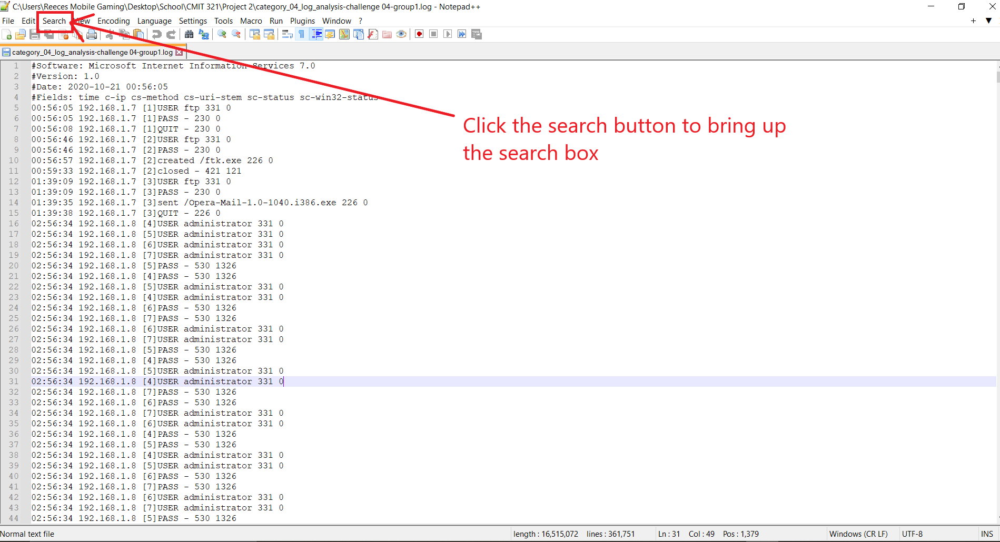 C:\Users\Reeces Mobile Gaming\Desktop\School\CMIT 321\Project 2\category_04_log_analysis-challenge 04-group1.log - Notepad++
File Edit Search View Encoding Language Settings Tools Macro Run Plugins Window ?
category_04_log_analysis-challenge 04-group1.log
1 #Software: Microsoft Internet Information Services 7.0
2 #Version: 1.0
3 #Date: 2020-10-21 00:56:05
4 #Fields: time c-ip cs-method cs-uri-stem sc-status sc-win32-status
5 00:56:05 192.168.1.7 [1]USER ftp 331 0
6 00:56:05 192.168.1.7 [1]PASS - 230 0
7 00:56:08 192.168.1.7 [1]QUIT - 230 0
8 00:56:46 192.168.1.7 [2]USER ftp 331 0
9 00:56:46 192.168.1.7 [2]PASS - 230 0
10 00:56:57 192.168.1.7 [2]created /ftk.exe 226 0
11 00:59:33 192.168.1.7 [2]closed - 421 121
12 01:39:09 192.168.1.7 [3]USER ftp 331 0
13 01:39:09 192.168.1.7 [3]PASS - 230 0
14 01:39:35 192.168.1.7 [3]sent /Opera-Mail-1.0-1040.i386.exe 226 0
15 01:39:38 192.168.1.7 [3]QUIT - 226 0
16 02:56:34 192.168.1.8 [4]USER administrator 331 0
17 02:56:34 192.168.1.8 [5]USER administrator 331 0
18 02:56:34 192.168.1.8 [6]USER administrator 331 0
19 02:56:34 192.168.1.8 [7]USER administrator 331 0
20 02:56:34 192.168.1.8 [5]PASS - 530 1326
21 02:56:34 192.168.1.8 [4]PASS - 530 1326
22 02:56:34 192.168.1.8 [5]USER administrator 331 0
23 02:56:34 192.168.1.8 [4]USER administrator 331 0
24 02:56:34 192.168.1.8 [6]PASS - 530 1326
25 02:56:34 192.168.1.8 [7]PASS - 530 1326
26 02:56:34 192.168.1.8 [6]USER administrator 331 0
27 02:56:34 192.168.1.8 [7]USER administrator 331 0
28 02:56:34 192.168.1.8 [5]PASS - 530 1326
29 02:56:34 192.168.1.8 [4]PASS - 530 1326
30 02:56:34 192.168.1.8 [5]USER administrator 331 0
31 02:56:34 192.168.1.8 [4]USER administrator 331 0
32 02:56:34 192.168.1.8 [7]PASS - 530 1326
33 02:56:34 192.168.1.8 [6]PASS - 530 1326
34 02:56:34 192.168.1.8 [7]USER administrator 331 0
35 02:56:34 192.168.1.8 [6]USER administrator 331 0
36 02:56:34 192.168.1.8 [4]PASS - 530 1326
37 02:56:34 192.168.1.8 [5]PASS - 530 1326
38 02:56:34 192.168.1.8 [4]USER administrator 331 0
39 02:56:34 192.168.1.8 [5]USER administrator 331 0
40 02:56:34 192.168.1.8 [6]PASS - 530 1326
41 02:56:34 192.168.1.8 [7]PASS - 530 1326
42 02:56:34 192.168.1.8 [6]USER administrator 331 0
43 02:56:34 192.168.1.8 [7]USER administrator 331 0
44 02:56:34 192.168.1.8 [5]PASS - 530 1326
Click the search button to bring up
the search box
Normal text file length : 16,515,072 lines : 361,751 Ln : 31 Col : 49 Pos : 1,379 Windows (CR LF) UTF-8 INS